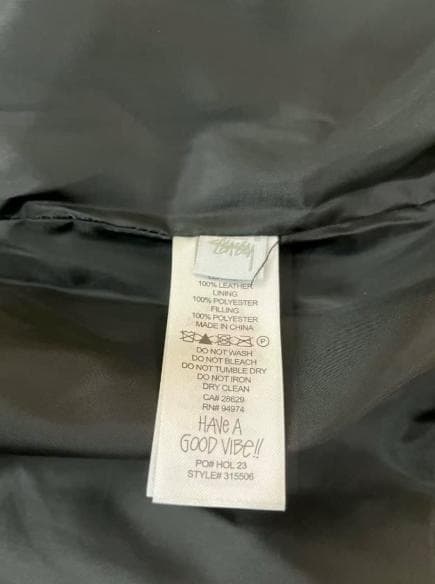 Stüssy
100% LEATHER
LINING
100% POLYESTER
FILLING
100% POLYESTER
MADE IN CHINA
P
DO NOT WASH
DO NOT BLEACH
DO NOT TUMBLE DRY
DO NOT IRON
DRY CLEAN
CA# 28629
RN# 94974
HAVE A
GOOD VIBE!!
PO# HOL 23
STYLE# 315506